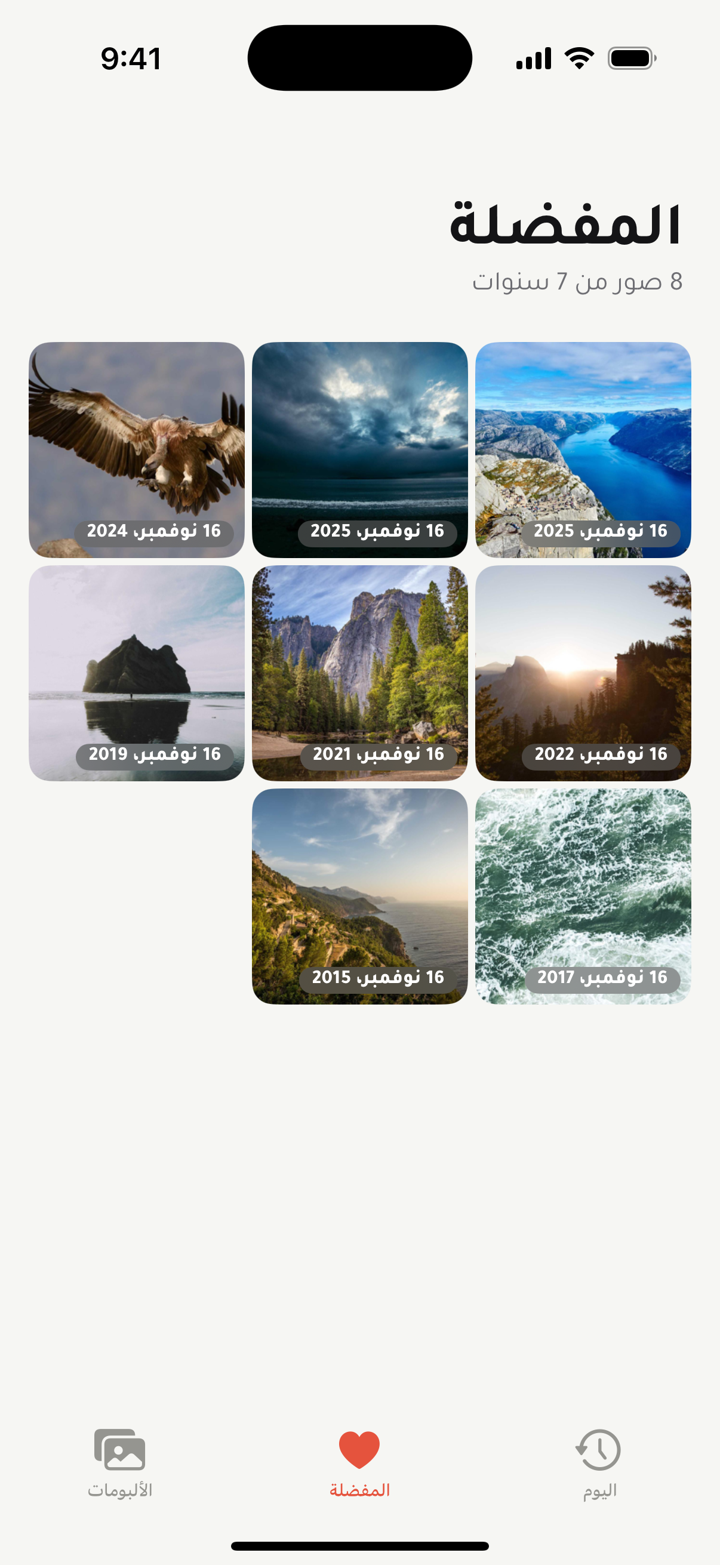 9:41
المفضلة
8 صور من 7 سنوات
16 نوفمبر، 2025
16 نوفمبر، 2025
16 نوفمبر، 2024
16 نوفمبر، 2022
16 نوفمبر، 2021
16 نوفمبر، 2019
16 نوفمبر، 2017
16 نوفمبر، 2015
اليوم
المفضلة
الألبومات